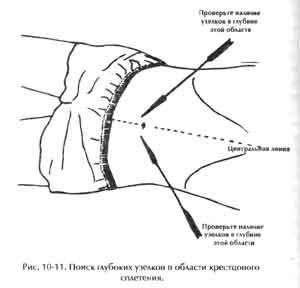 Проверьте наличие
узелков в глубине
этой области
Центральная линия
Проверьте наличие
узелков в глубине
этой области
Рис. 10-11. Поиск глубоких узелков в области крестцового
сплетения.